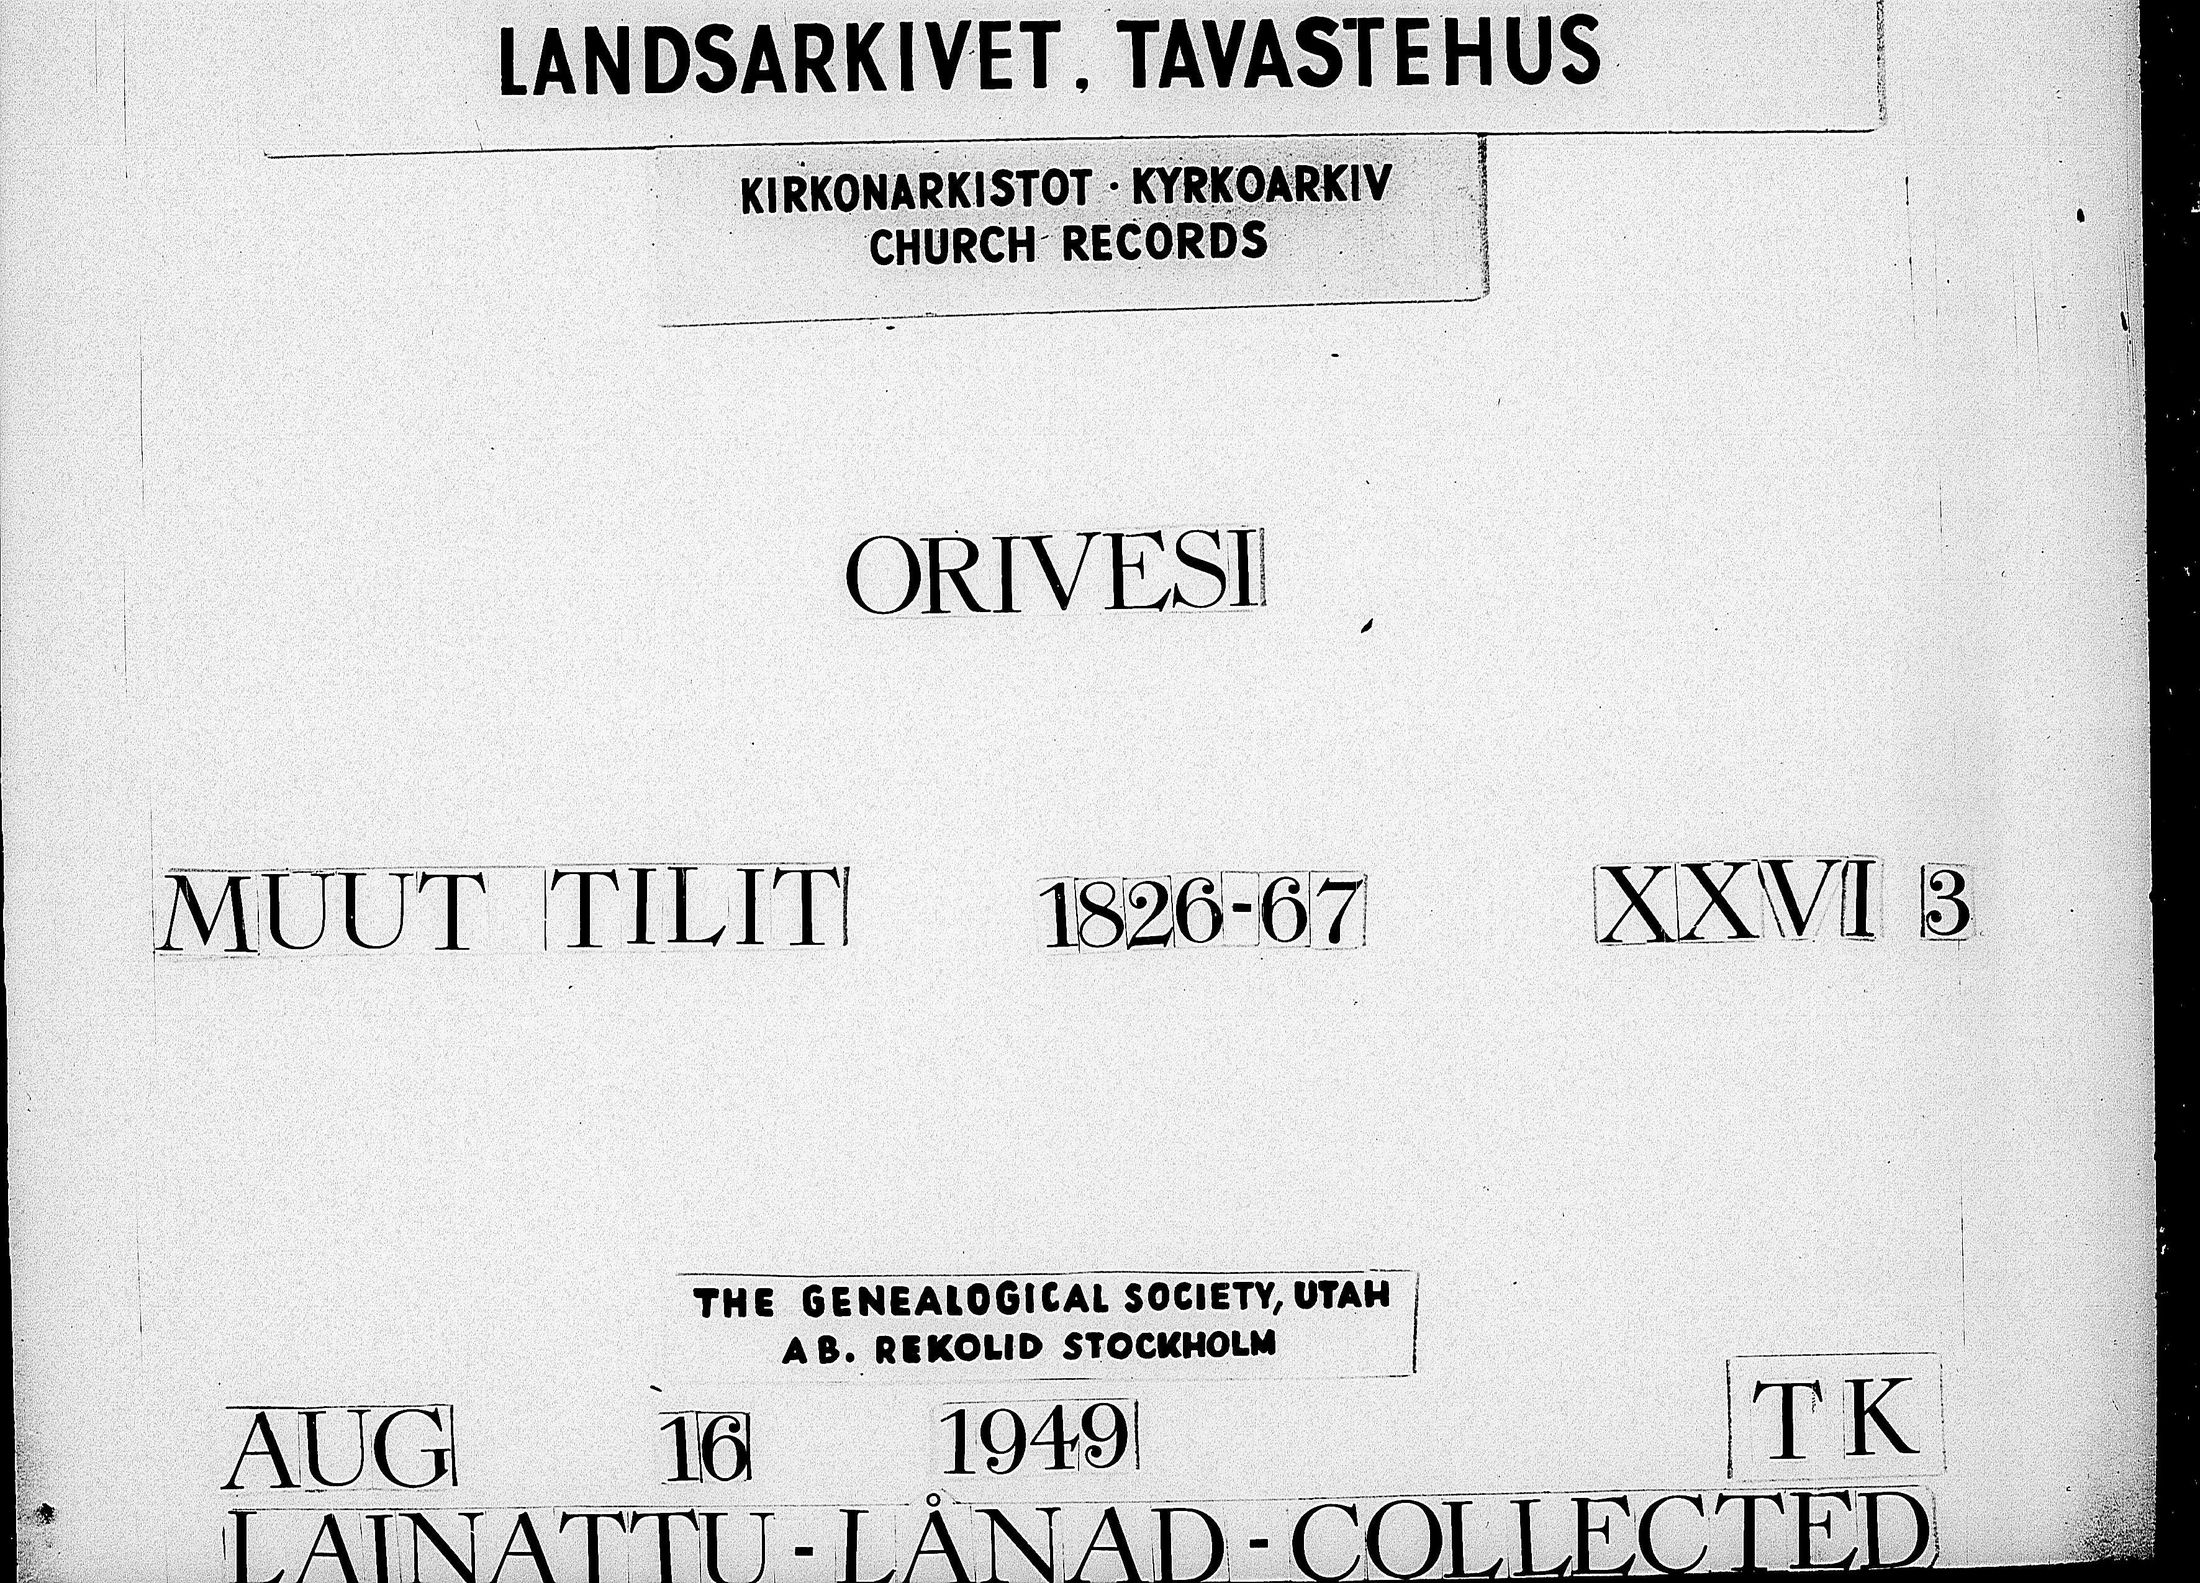 LANDSARKIVET, TAVASTEHUS
KIRKONARKISTOT · KYRKOARKIV
CHURCH RECORDS
ORIVESI
MUUT TILIT 1826-67 XXVI 3
THE GENEALOGICAL SOCIETY, UTAH
AB. REKOLID STOCKHOLM
AUG 16 1949 TK
LAINATTU - LÅNAD - COLLECTED